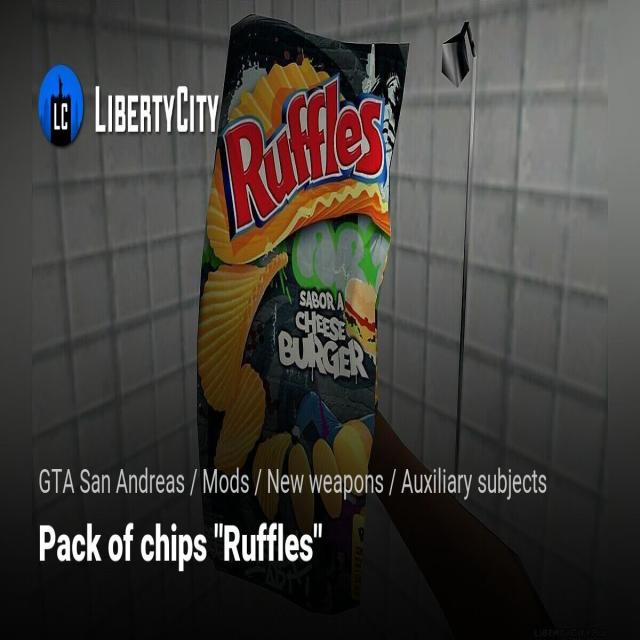 LC LIBERTYCITY
Ruffles
SABOR A
CHEESE
BURGER
GTA San Andreas / Mods / New weapons / Auxiliary subjects
Pack of chips "Ruffles"